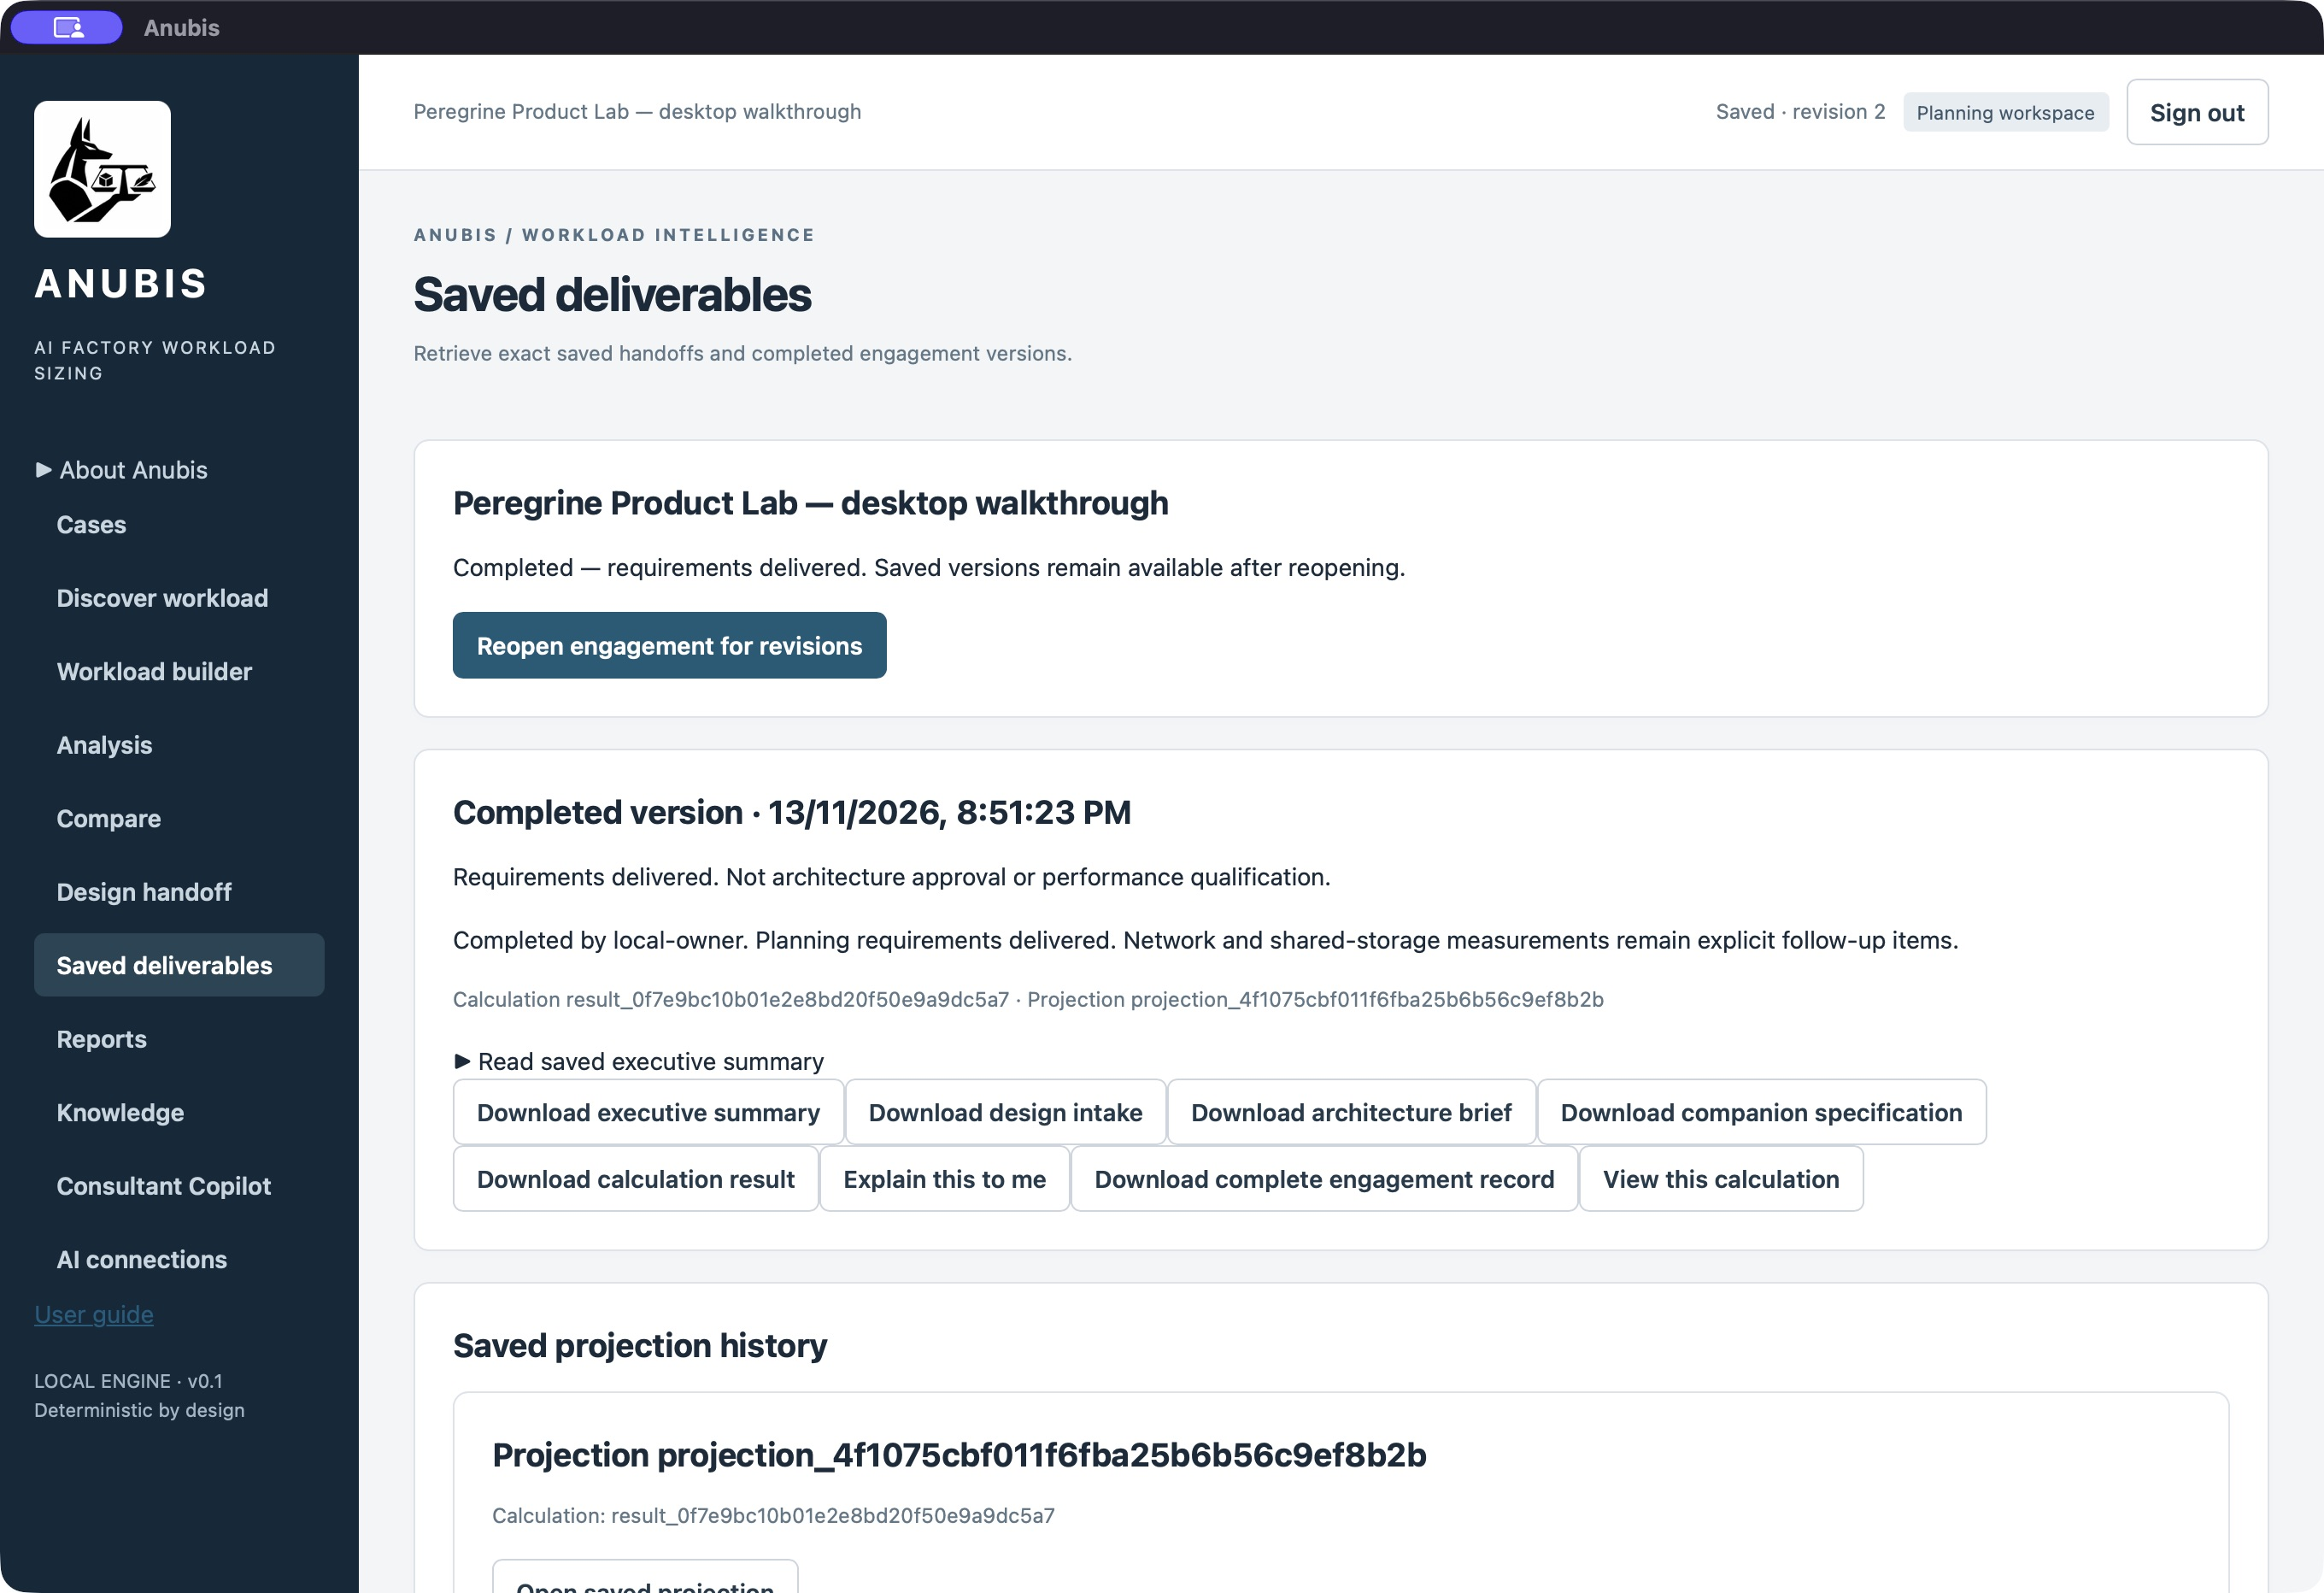 Anubis
ANUBIS
AI FACTORY WORKLOAD
SIZING
About Anubis
Cases
Discover workload
Workload builder
Analysis
Compare
Design handoff
Saved deliverables
Reports
Knowledge
Consultant Copilot
AI connections
User guide
LOCAL ENGINE · v0.1
Deterministic by design
Peregrine Product Lab — desktop walkthrough
Saved · revision 2
Planning workspace
Sign out
ANUBIS / WORKLOAD INTELLIGENCE
Saved deliverables
Retrieve exact saved handoffs and completed engagement versions.
Peregrine Product Lab — desktop walkthrough
Completed — requirements delivered. Saved versions remain available after reopening.
Reopen engagement for revisions
Completed version · 13/11/2026, 8:51:23 PM
Requirements delivered. Not architecture approval or performance qualification.
Completed by local-owner. Planning requirements delivered. Network and shared-storage measurements remain explicit follow-up items.
Calculation result_0f7e9bc10b01e2e8bd20f50e9a9dc5a7 · Projection projection_4f1075cbf011f6fba25b6b56c9ef8b2b
Read saved executive summary
Download executive summary
Download design intake
Download architecture brief
Download companion specification
Download calculation result
Explain this to me
Download complete engagement record
View this calculation
Saved projection history
Projection projection_4f1075cbf011f6fba25b6b56c9ef8b2b
Calculation: result_0f7e9bc10b01e2e8bd20f50e9a9dc5a7
Open saved projection